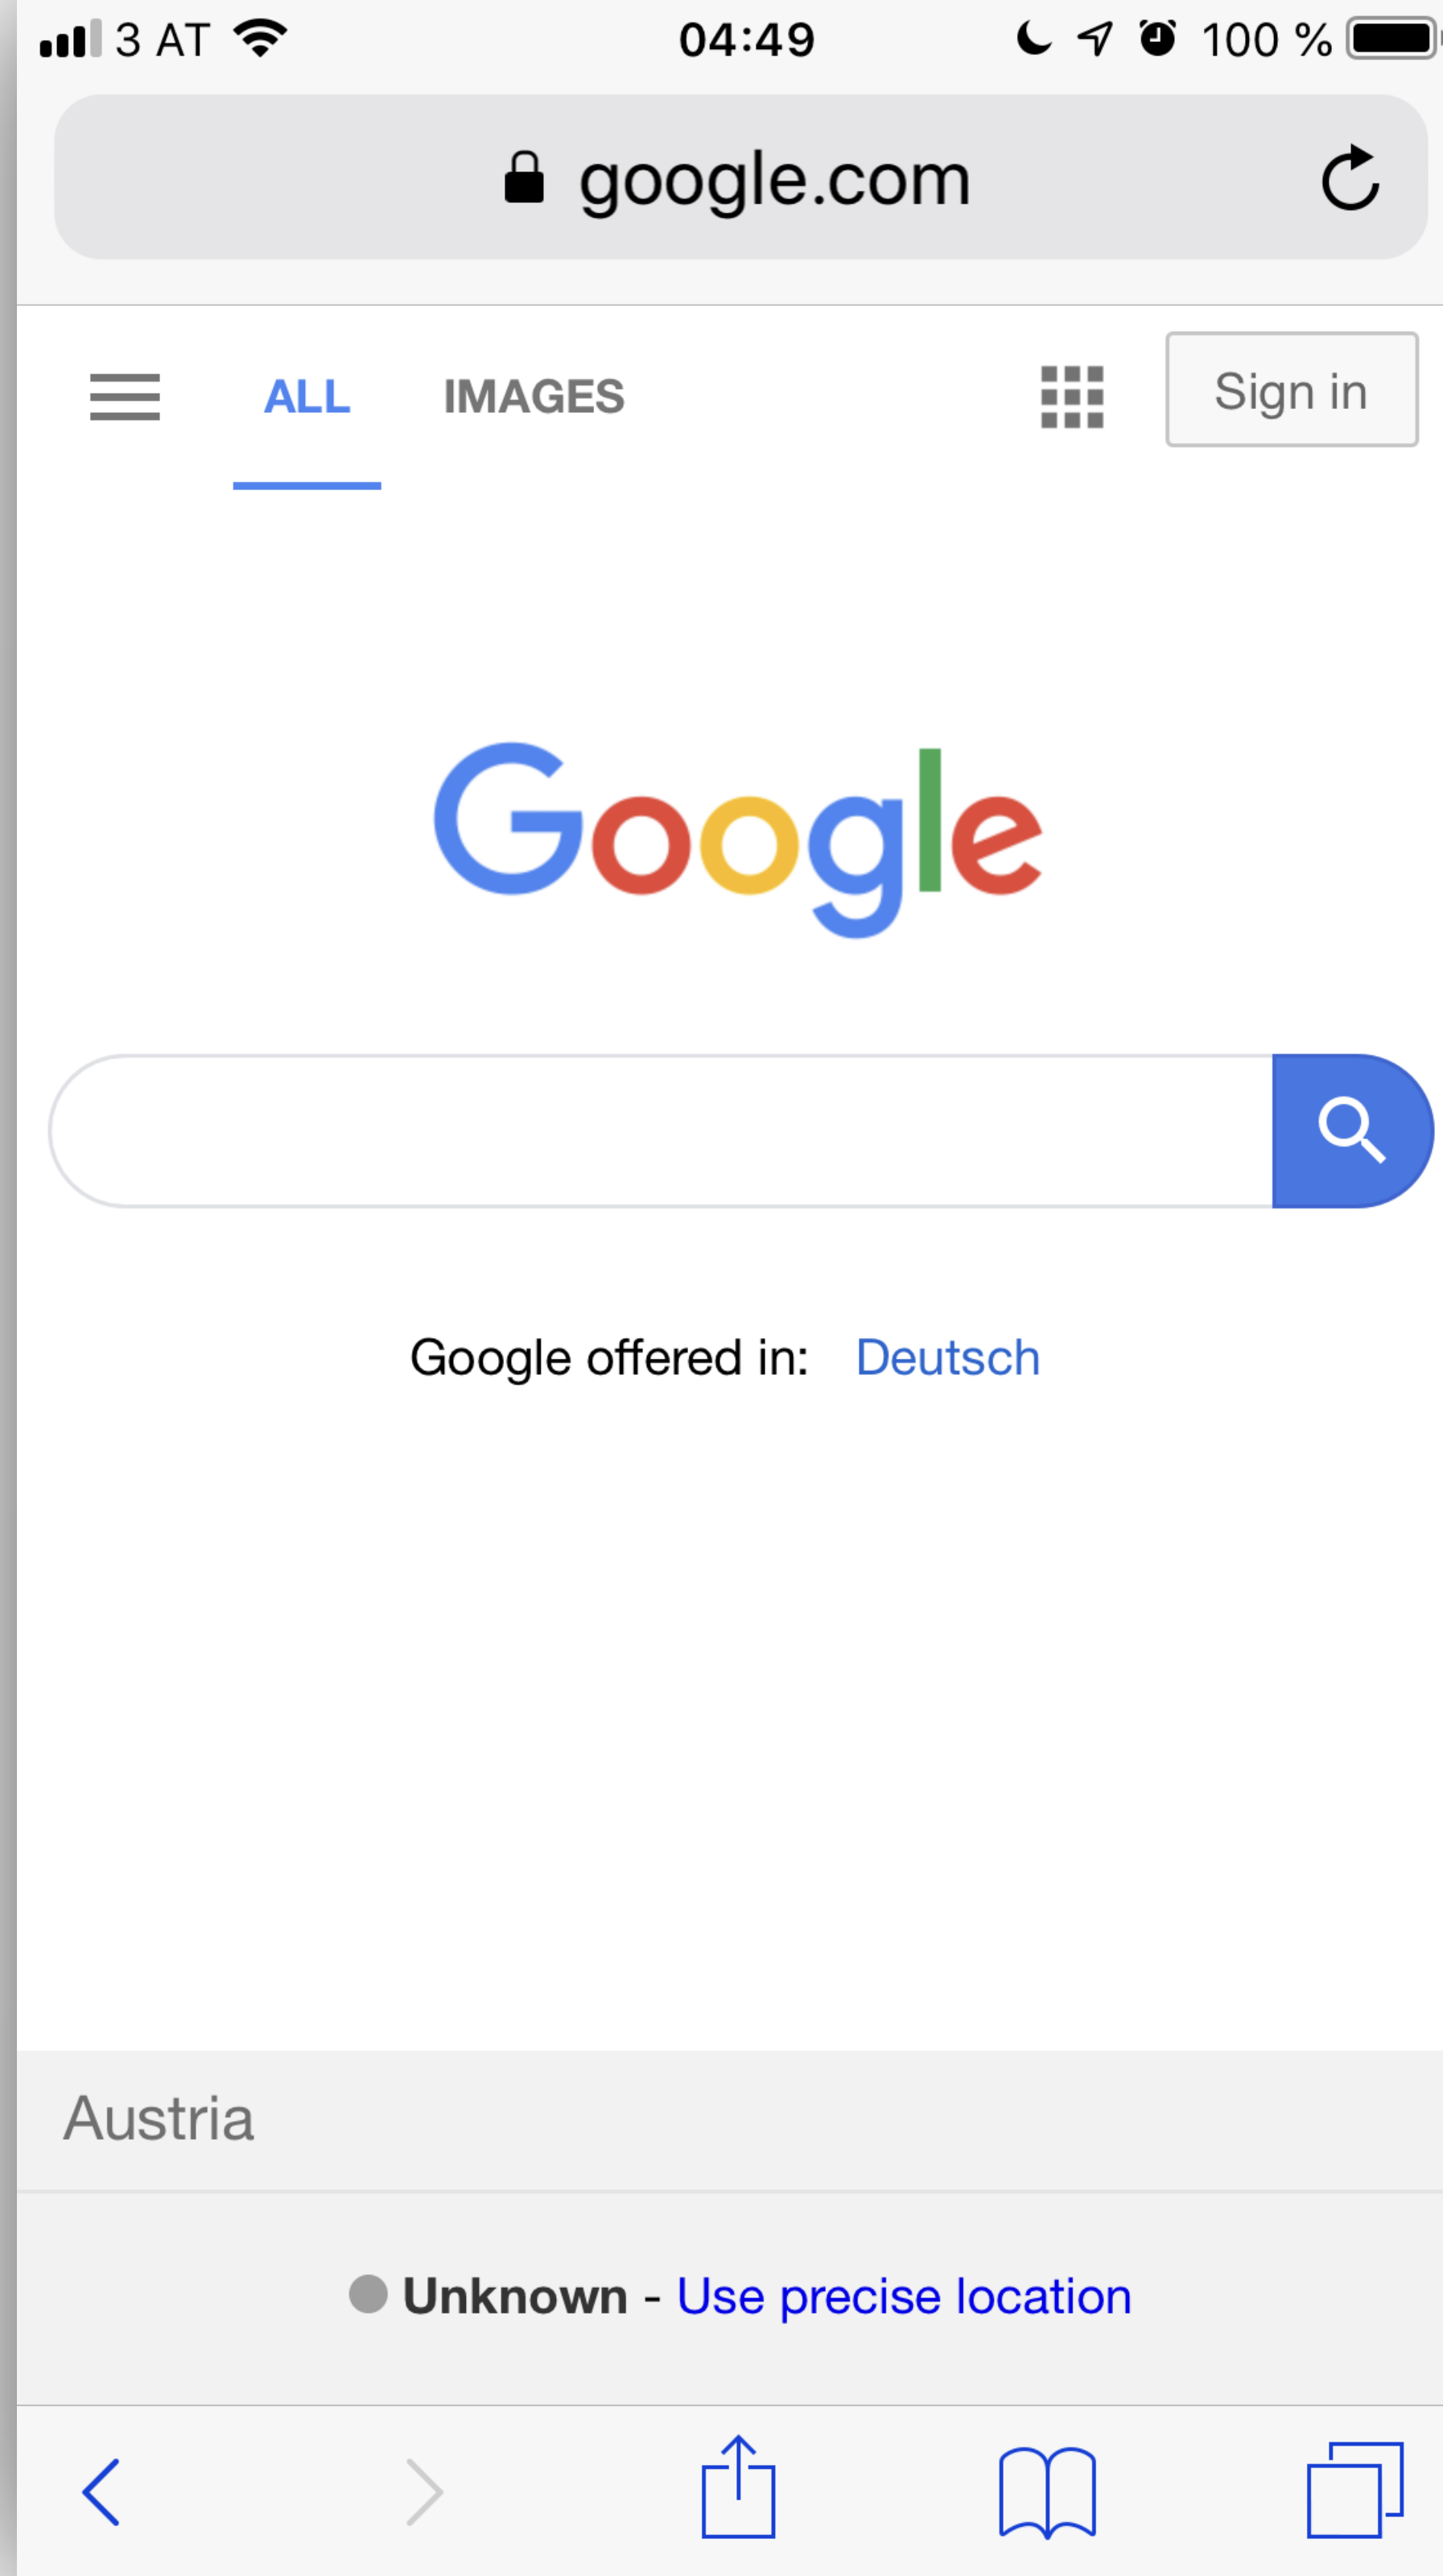 3 AT 04:49 100 %
google.com
ALL IMAGES Sign in
Google
Google offered in: Deutsch
Austria
Unknown - Use precise location